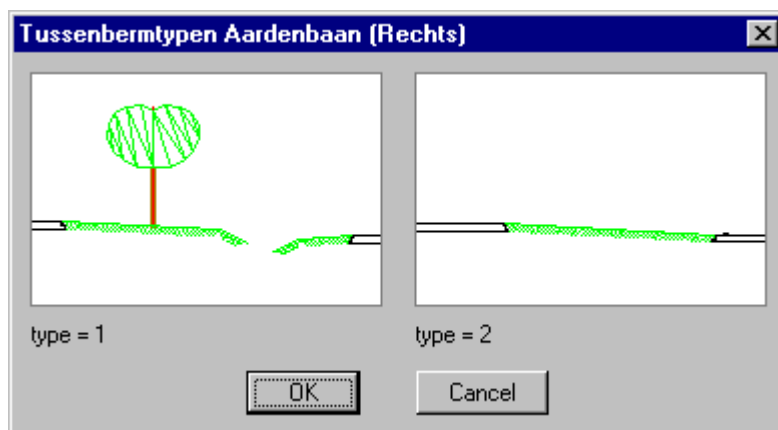 Tussenbermtypen Aardenbaan (Rechts)
type = 1
type = 2
OK
Cancel